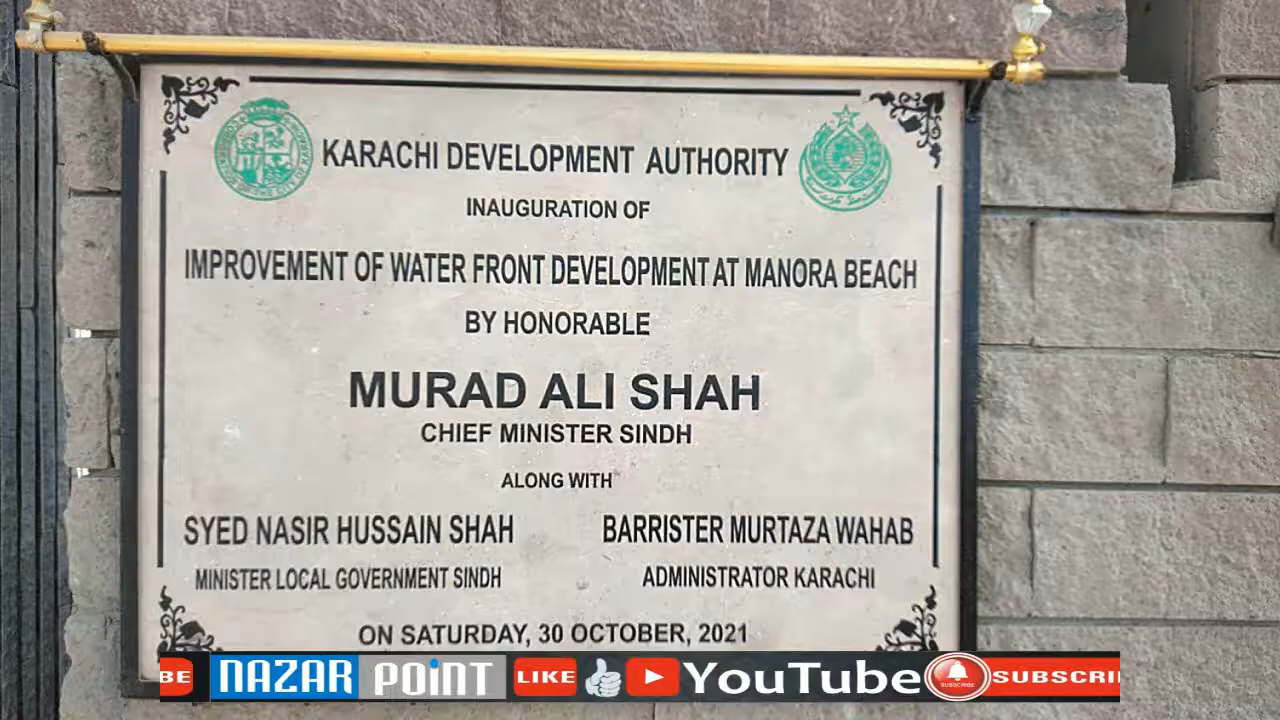 KARACHI DEVELOPMENT AUTHORITY
INAUGURATION OF
IMPROVEMENT OF WATER FRONT DEVELOPMENT AT MANORA BEACH
BY HONORABLE
MURAD ALI SHAH
CHIEF MINISTER SINDH
ALONG WITH
SYED NASIR HUSSAIN SHAH BARRISTER MURTAZA WAHAB
MINISTER LOCAL GOVERNMENT SINDH ADMINISTRATOR KARACHI
ON SATURDAY, 30 OCTOBER, 2021
BE NAZAR POINT LIKE YouTube SUBSCRIBE SUBSCRI